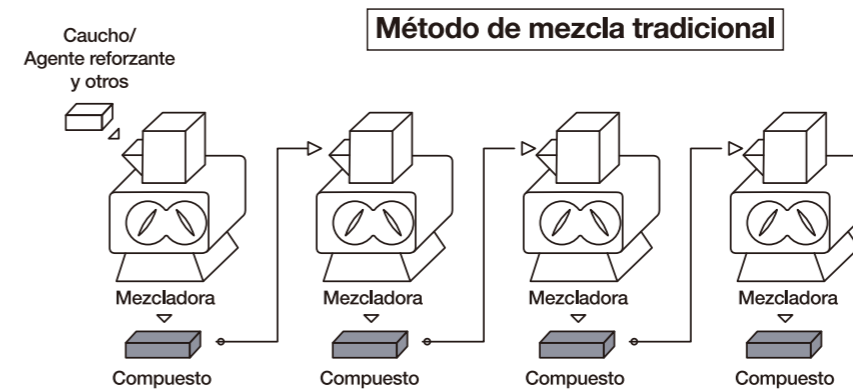 Método de mezcla tradicional
Caucho/
Agente reforzante
y otros
Mezcladora
Mezcladora
Mezcladora
Mezcladora
Compuesto
Compuesto
Compuesto
Compuesto